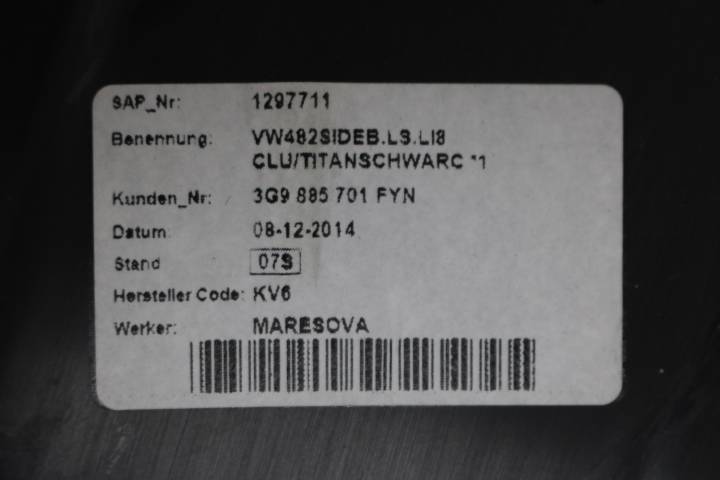 SAP_Nr: 1297711
Benennung: VW482SIDEB.LS.LI8
CLU/TITANSCHWARC *1
Kunden_Nr: 3G9 885 701 FYN
Datum: 08-12-2014
Stand 07S
Hersteller Code: KV6
Werker: MARESOVA